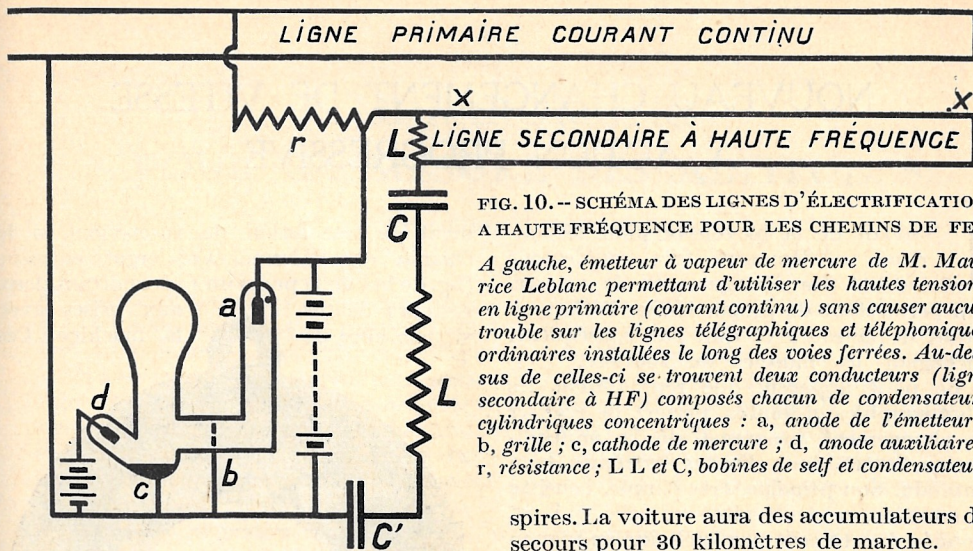 LIGNE PRIMAIRE COURANT CONTINU
x
x
r
L
LIGNE SECONDAIRE À HAUTE FRÉQUENCE
C
a
d
L
b
c
C'
FIG. 10.-- SCHÉMA DES LIGNES D'ÉLECTRIFICATIO
A HAUTE FRÉQUENCE POUR LES CHEMINS DE FE
A gauche, émetteur à vapeur de mercure de M. Mau
rice Leblanc permettant d'utiliser les hautes tension
en ligne primaire (courant continu) sans causer aucu
trouble sur les lignes télégraphiques et téléphonique
ordinaires installées le long des voies ferrées. Au-des
sus de celles-ci se trouvent deux conducteurs (lign
secondaire à HF) composés chacun de condensateu
cylindriques concentriques : a, anode de l'émetteur
b, grille ; c, cathode de mercure ; d, anode auxiliaire
r, résistance ; L L et C, bobines de self et condensateu
spires. La voiture aura des accumulateurs d
secours pour 30 kilomètres de marche.